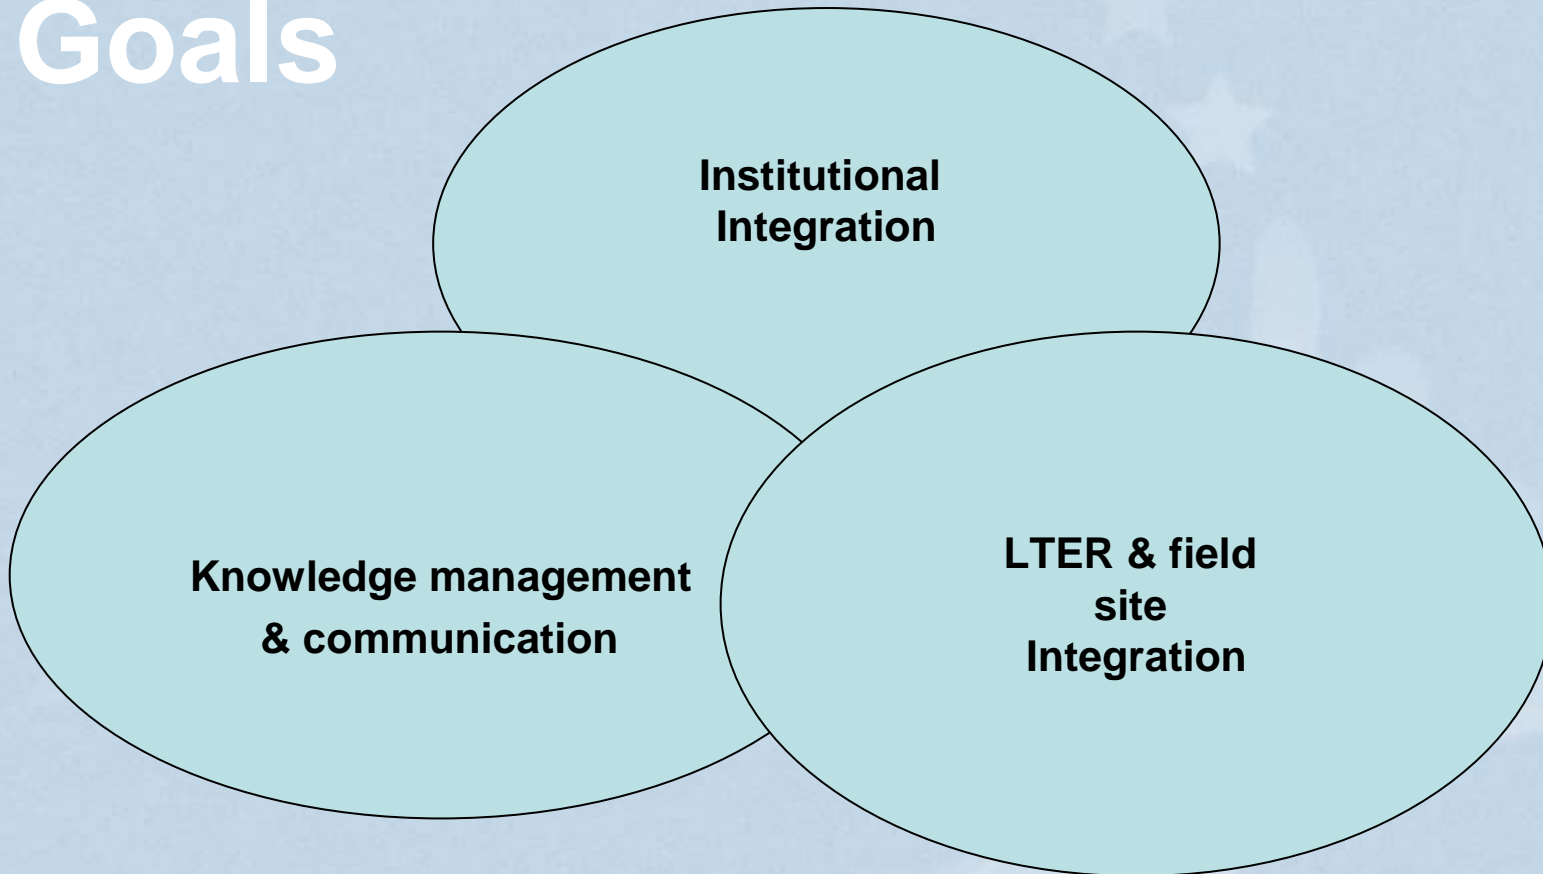 Goals
Institutional
Integration
Knowledge management
& communication
LTER & field
site
Integration